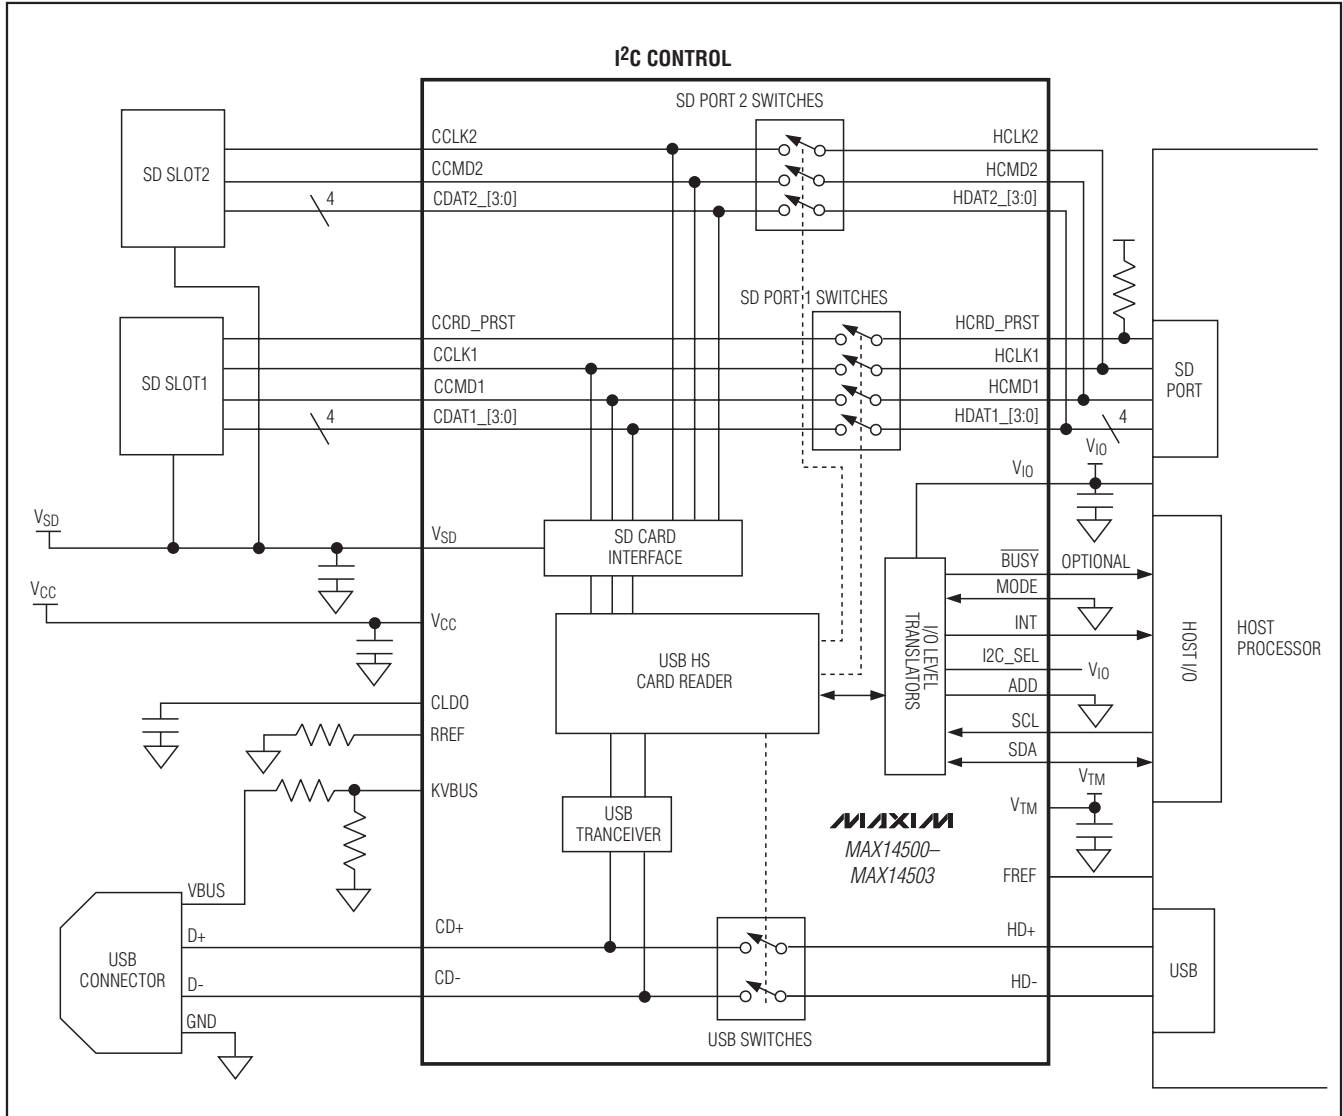 I²C CONTROL
SD PORT 2 SWITCHES
SD SLOT2
CCLK2
CCMD2
4
CDAT2_[3:0]
HCLK2
HCMD2
HDAT2_[3:0]
SD PORT 1 SWITCHES
SD SLOT1
CCRD_PRST
CCLK1
CCMD1
4
CDAT1_[3:0]
HCRD_PRST
HCLK1
HCMD1
HDAT1_[3:0]
4
SD
PORT
VIO
VIO
VSD
VSD
SD CARD
INTERFACE
VCC
VCC
USB HS
CARD READER
I/O LEVEL
TRANSLATORS
BUSY
OPTIONAL
MODE
INT
I2C_SEL
VIO
ADD
SCL
SDA
HOST I/O
HOST
PROCESSOR
CLDO
RREF
KVBUS
USB
TRANCEIVER
MAXIM
MAX14500–
MAX14503
VTM
VTM
FREF
VBUS
D+
USB
CONNECTOR
D-
GND
CD+
CD-
HD+
HD-
USB
USB SWITCHES